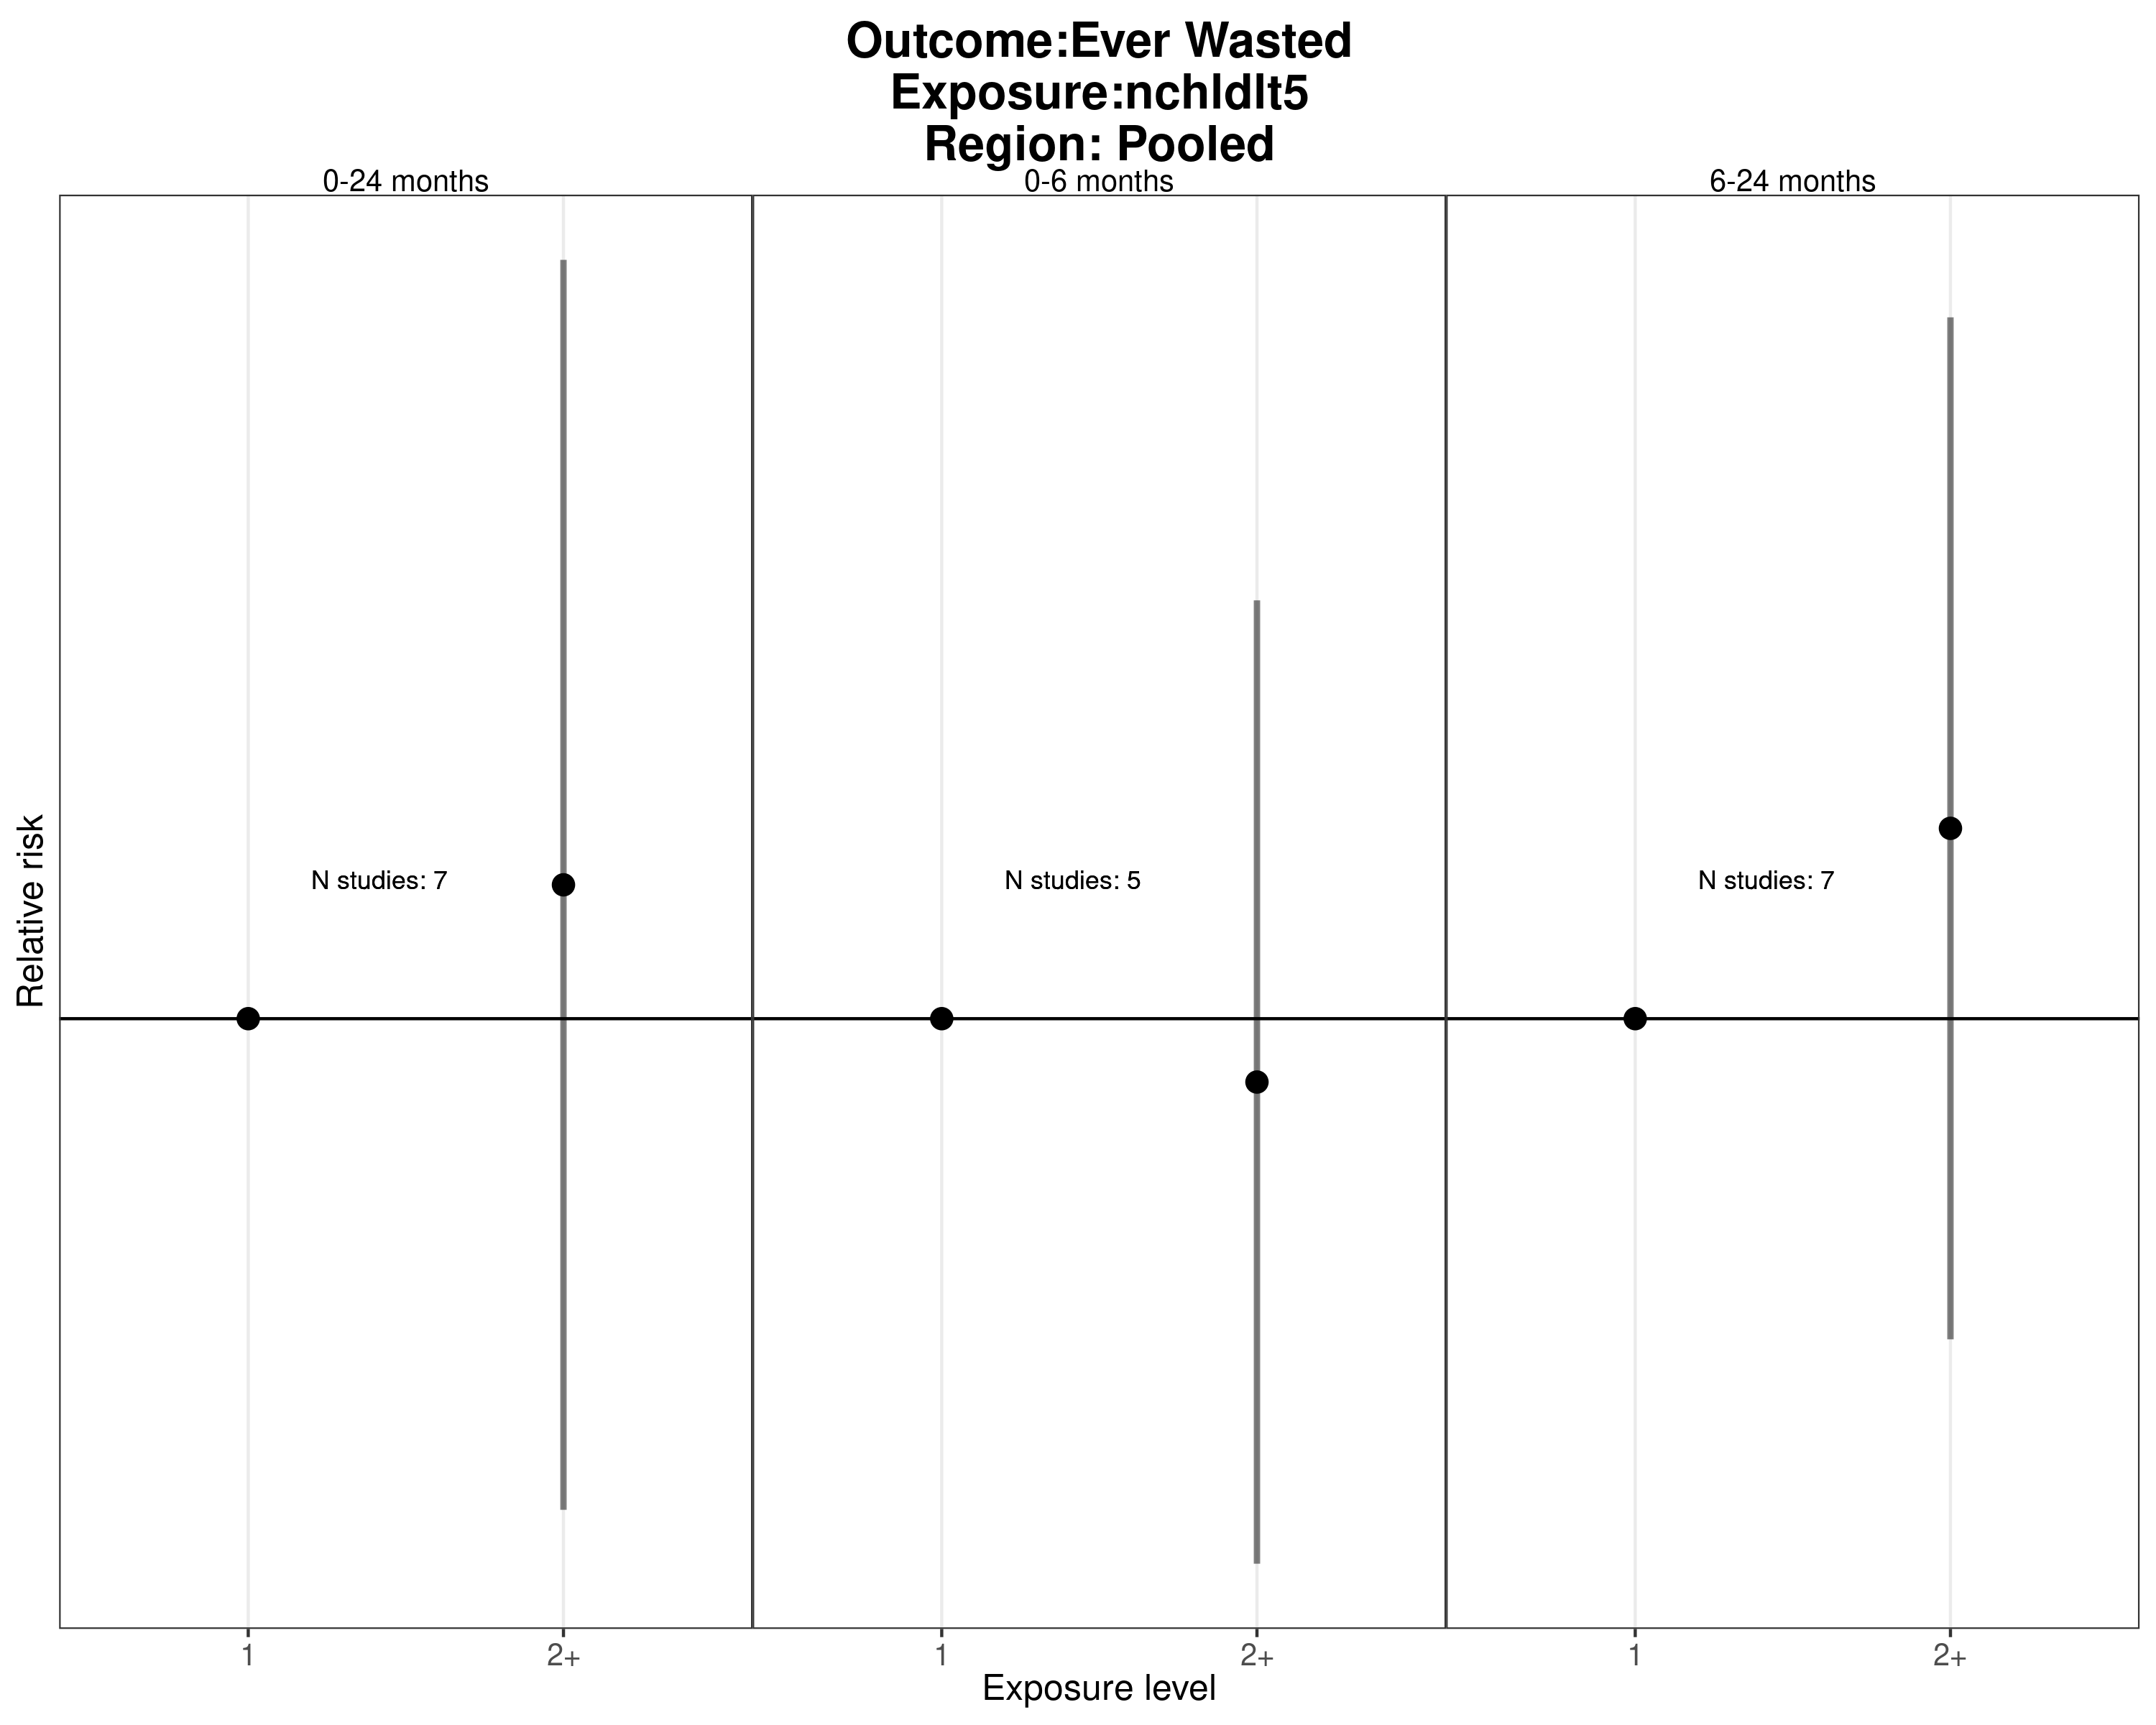 Outcome:Ever Wasted
Exposure:nchldlt5
Region: Pooled
0-24 months
0-6 months
6-24 months
Relative risk
N studies: 7
N studies: 5
N studies: 7
1
2+
1
2+
1
2+
Exposure level